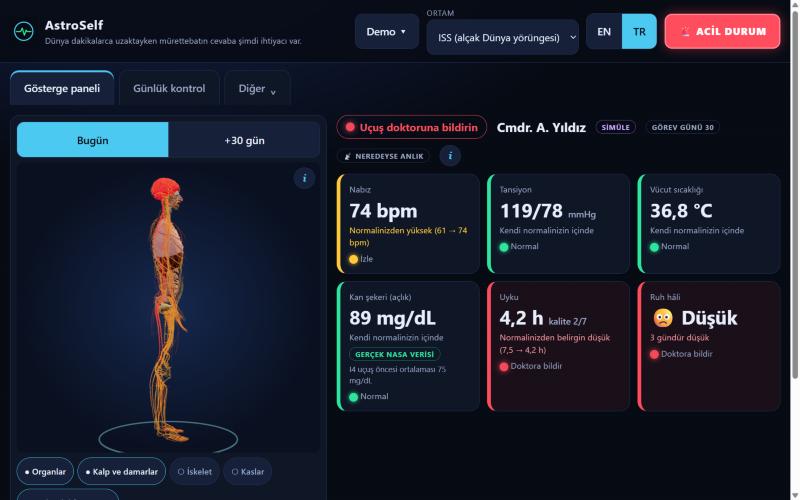 AstroSelf
Dünya dakikalarca uzaktayken mürettebatın cevaba şimdi ihtiyacı var.
Demo ▾
ORTAM
ISS (alçak Dünya yörüngesi)
EN
TR
🚨 ACİL DURUM
Gösterge paneli
Günlük kontrol
Diğer
Bugün
+30 gün
i
Organlar
Kalp ve damarlar
İskelet
Kaslar
Uçuş doktoruna bildirin
Cmdr. A. Yıldız
SİMÜLE
GÖREV GÜNÜ 30
NEREDEYSE ANLIK
i
Nabız
74 bpm
Normalinizden yüksek (61 → 74
bpm)
İzle
Tansiyon
119/78 mmHg
Kendi normalinizin içinde
Normal
Vücut sıcaklığı
36,8 °C
Kendi normalinizin içinde
Normal
Kan şekeri (açlık)
89 mg/dL
Kendi normalinizin içinde
GERÇEK NASA VERİSİ
I4 uçuş öncesi ortalaması 75
mg/dL
Normal
Uyku
4,2 h kalite 2/7
Normalinizden belirgin düşük
(7,5 → 4,2 h)
Doktora bildir
Ruh hâli
😟 Düşük
3 gündür düşük
Doktora bildir